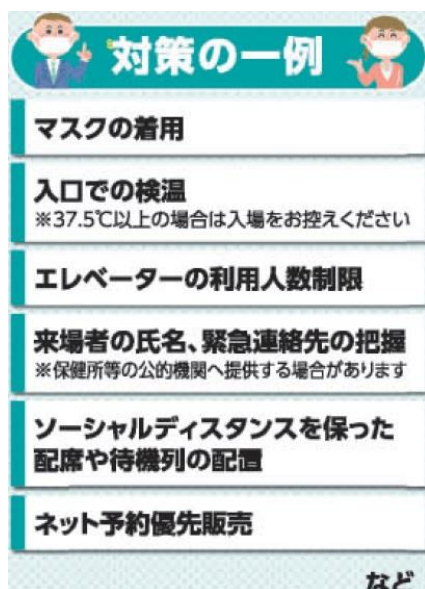 対策の一例
マスクの着用
入口での検温
※37.5℃以上の場合は入場をお控えください
エレベーターの利用人数制限
来場者の氏名、緊急連絡先の把握
※保健所等の公的機関へ提供する場合があります
ソーシャルディスタンスを保った
配席や待機列の配置
ネット予約優先販売
など